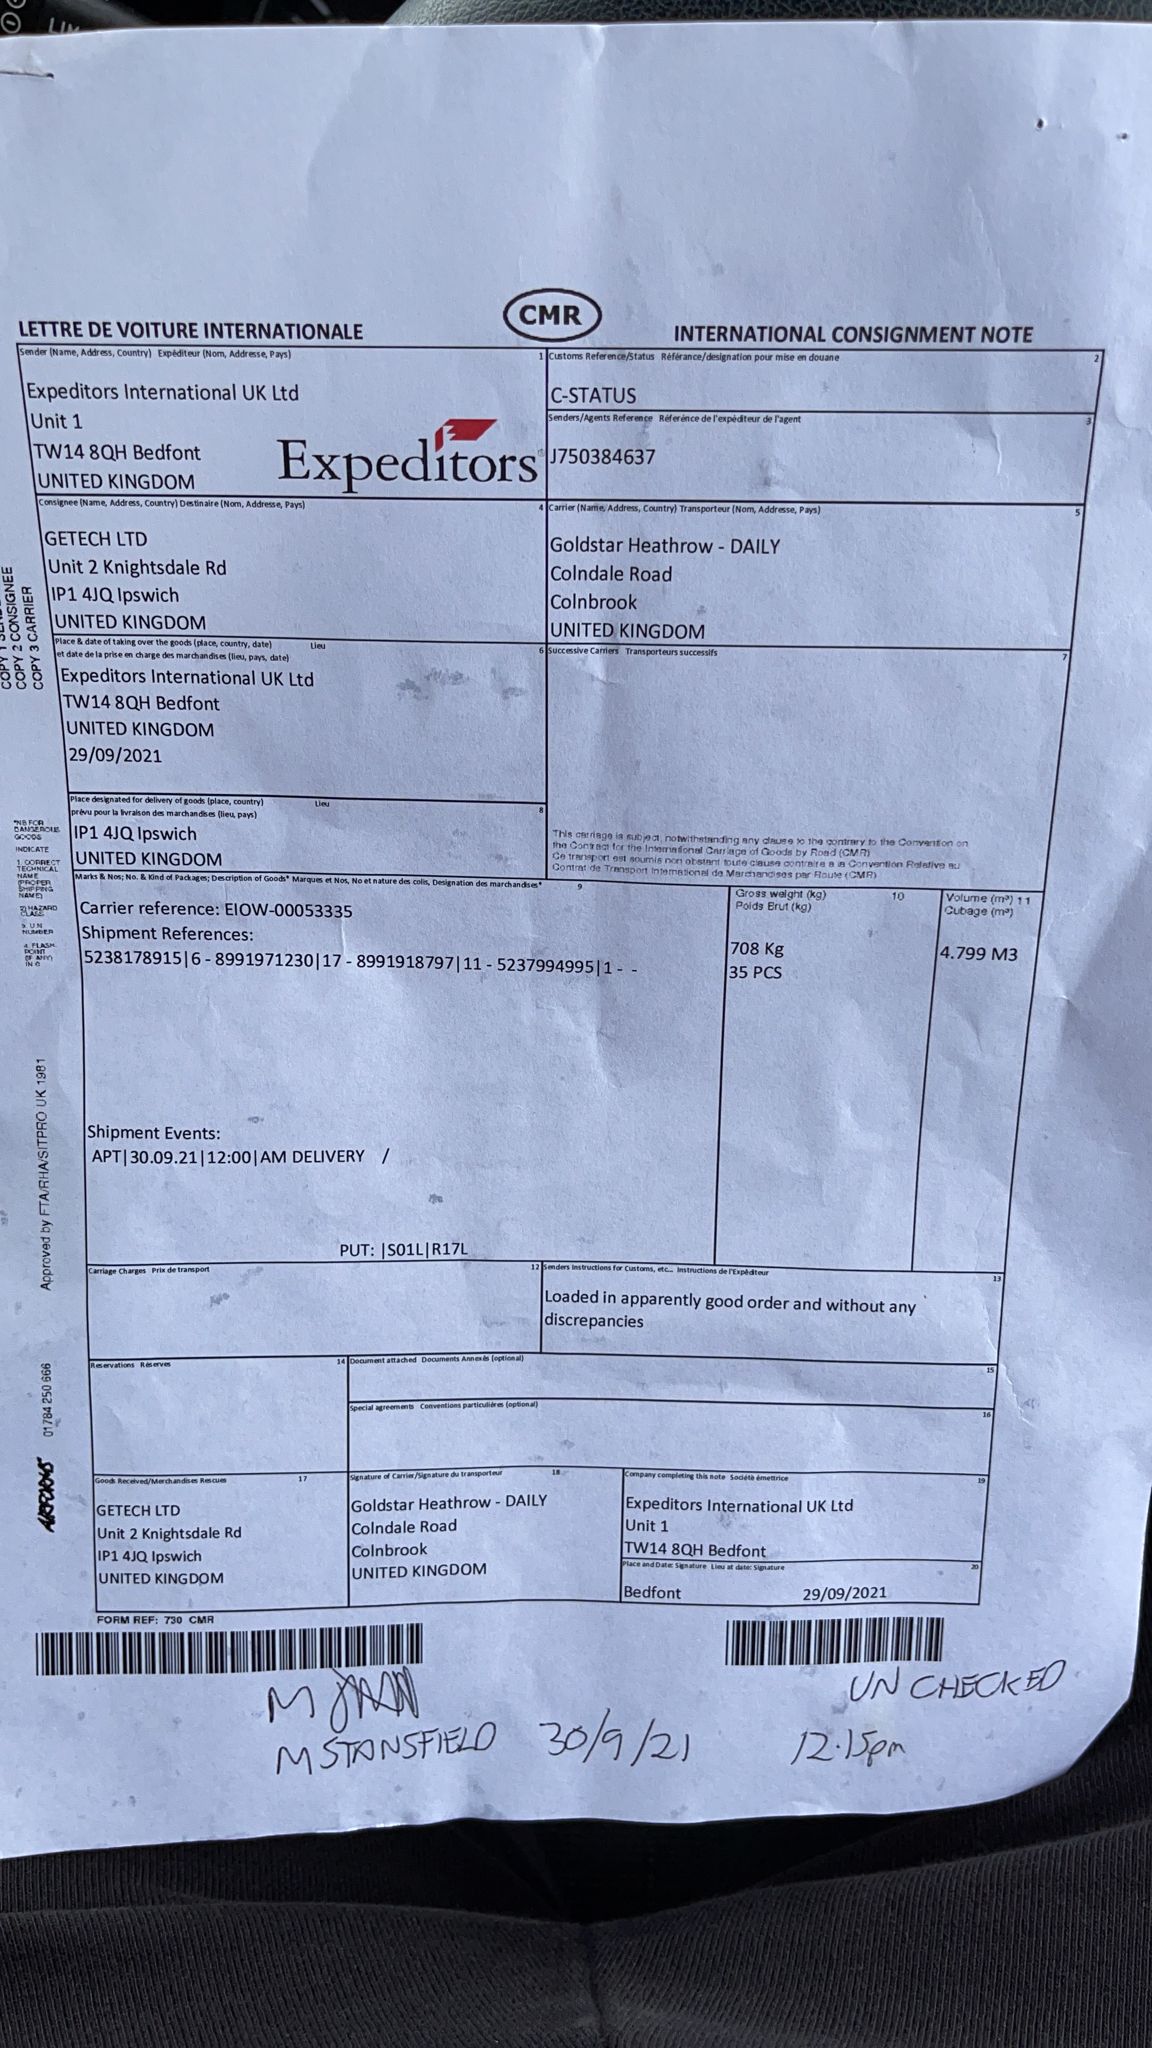 LETTRE DE VOITURE INTERNATIONALE
CMR
INTERNATIONAL CONSIGNMENT NOTE
Sender (Name, Address, Country) Expéditeur (Nom, Addresse, Pays) 1
Expeditors International UK Ltd
Unit 1
TW14 8QH Bedfont
UNITED KINGDOM
Expeditors
Customs Reference/Status Référance/designation pour mise en douane 2
C-STATUS
Senders/Agents Reference Réference de l'expéditeur de l'agent 3
J750384637
Consignee (Name, Address, Country) Destinaire (Nom, Addresse, Pays) 4
GETECH LTD
Unit 2 Knightsdale Rd
IP1 4JQ Ipswich
UNITED KINGDOM
Carrier (Name, Address, Country) Transporteur (Nom, Addresse, Pays) 5
Goldstar Heathrow - DAILY
Colndale Road
Colnbrook
UNITED KINGDOM
Place & date of taking over the goods (place, country, date) Lieu
et date de la prise en charge des marchandises (lieu, pays, date) 6
Expeditors International UK Ltd
TW14 8QH Bedfont
UNITED KINGDOM
29/09/2021
Successive Carriers Transporteurs successifs 7
Place designated for delivery of goods (place, country) Lieu
prévu pour la livraison des marchandises (lieu, pays) 8
IP1 4JQ Ipswich
UNITED KINGDOM
This carriage is subject, notwithstanding any clause to the contrary to the Convention on
the Contract for the International Carriage of Goods by Road (CMR)
Ce transport est soumis non obstant toute clause contraire a a Convention Relative au
Contrat de Transport International de Marchandises par Route (CMR)
Marks & Nos; No. & Kind of Packages; Description of Goods* Marques et Nos, No et nature des colis, Designation des marchandises* 9
Gross weight (kg) 10
Poids Brut (kg)
Volume (m³) 11
Cubage (m³)
Carrier reference: EIOW-00053335
Shipment References:
5238178915|6 - 8991971230|17 - 8991918797|11 - 5237994995|1 - -
708 Kg
35 PCS
4.799 M3
Shipment Events:
APT|30.09.21|12:00|AM DELIVERY /
PUT: |S01L|R17L
Carriage Charges Prix de transport 12
Senders Instructions for Customs, etc... Instructions de l'Expéditeur 13
Loaded in apparently good order and without any
discrepancies
Reservations Réserves 14
Document attached Documents Annexés (optional) 15
Special agreements Conventions particulières (optional) 16
Goods Received/Merchandises Rescues 17
GETECH LTD
Unit 2 Knightsdale Rd
IP1 4JQ Ipswich
UNITED KINGDOM
Signature of Carrier/Signature du transporteur 18
Goldstar Heathrow - DAILY
Colndale Road
Colnbrook
UNITED KINGDOM
Company completing this note Société émettrice 19
Expeditors International UK Ltd
Unit 1
TW14 8QH Bedfont
Place and Date: Signature Lieu at date: Signature 20
Bedfont 29/09/2021
FORM REF: 730 CMR
UNCHECKED
M STANSFIELD 30/9/21 12.15pm
COPY 2 CONSIGNEE
COPY 3 CARRIER
*NB FOR
DANGEROUS
GOODS
INDICATE
1. CORRECT
TECHNICAL
NAME
(PROPER
SHIPPING
NAME)
2) HAZARD
CLASS
3. U N
NUMBER
4. FLASH
POINT
(IF ANY)
IN C
Approved by FTA/RHA/SITPRO UK 1981
01784 250 666
AIRFORMS